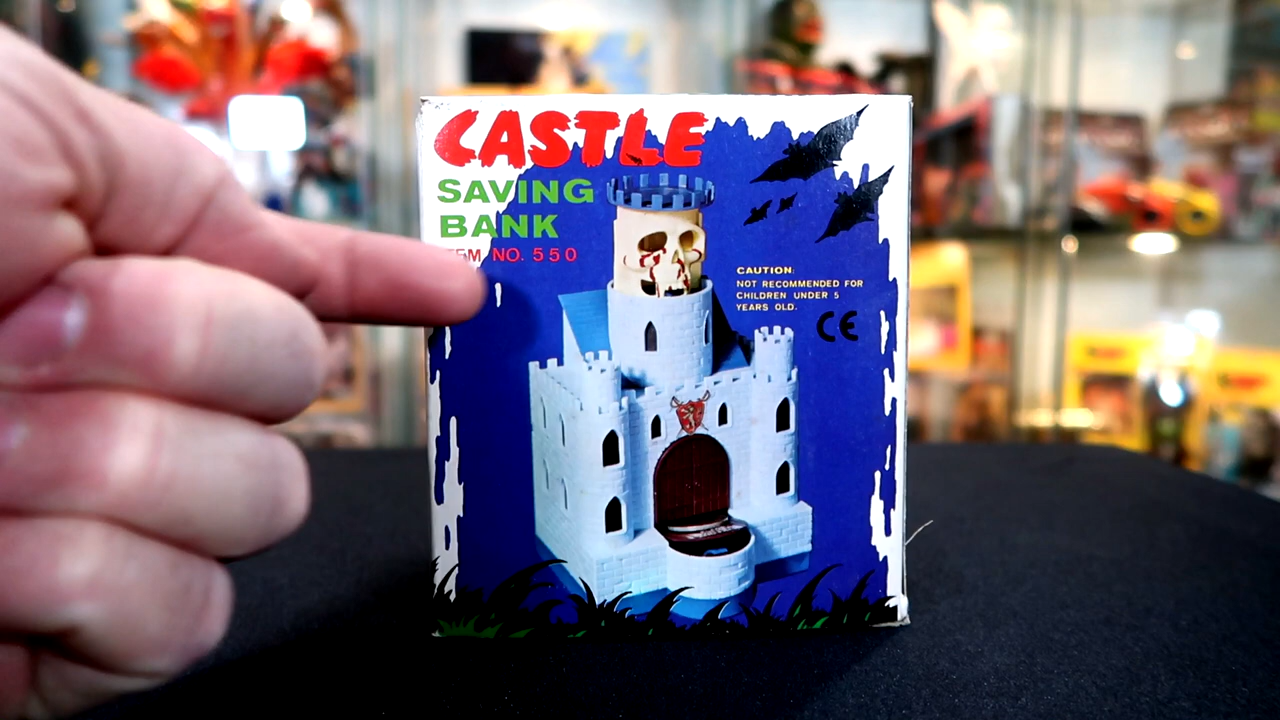 CASTLE
SAVING
BANK
ITEM NO. 550
CAUTION:
NOT RECOMMENDED FOR
CHILDREN UNDER 5
YEARS OLD.
CE